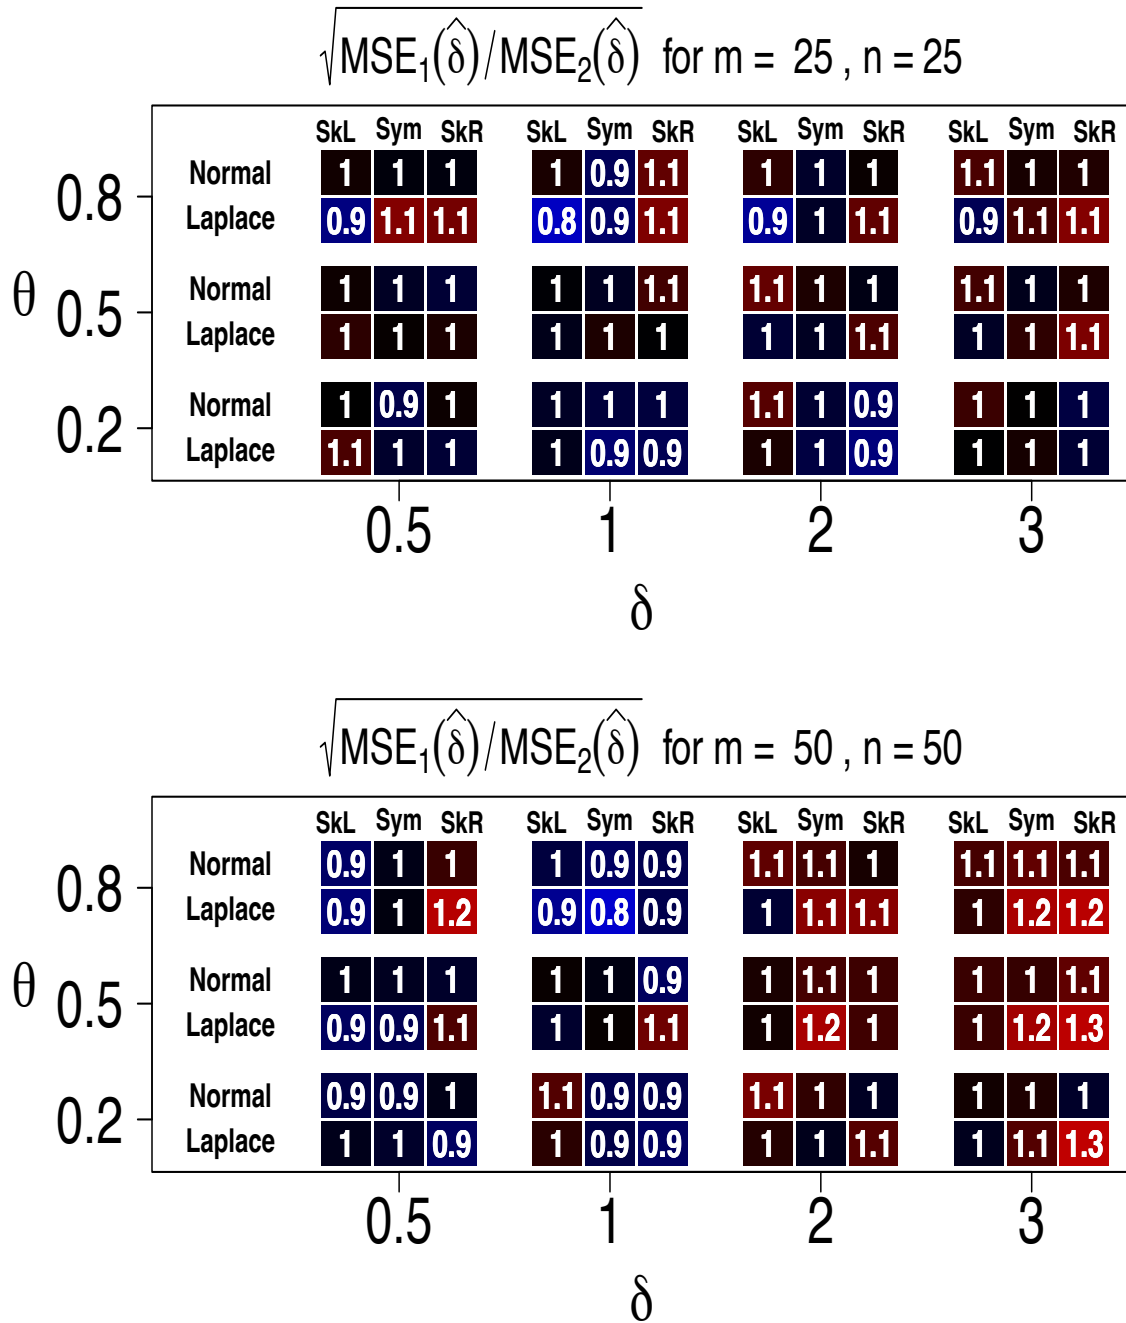 √MSE₁(δ̂)/MSE₂(δ̂) for m = 25 , n = 25
SkL Sym SkR SkL Sym SkR SkL Sym SkR SkL Sym SkR
0.8
Normal 1 1 1 1 0.9 1.1 1 1 1 1.1 1 1
Laplace 0.9 1.1 1.1 0.8 0.9 1.1 0.9 1 1.1 0.9 1.1 1.1
θ
0.5
Normal 1 1 1 1 1 1.1 1.1 1 1 1.1 1 1
Laplace 1 1 1 1 1 1 1 1 1.1 1 1 1.1
0.2
Normal 1 0.9 1 1 1 1 1.1 1 0.9 1 1 1
Laplace 1.1 1 1 1 0.9 0.9 1 1 0.9 1 1 1
0.5 1 2 3
δ
√MSE₁(δ̂)/MSE₂(δ̂) for m = 50 , n = 50
SkL Sym SkR SkL Sym SkR SkL Sym SkR SkL Sym SkR
0.8
Normal 0.9 1 1 1 0.9 0.9 1.1 1.1 1 1.1 1.1 1.1
Laplace 0.9 1 1.2 0.9 0.8 0.9 1 1.1 1.1 1 1.2 1.2
θ
0.5
Normal 1 1 1 1 1 0.9 1 1.1 1 1 1 1.1
Laplace 0.9 0.9 1.1 1 1 1.1 1 1.2 1 1 1.2 1.3
0.2
Normal 0.9 0.9 1 1.1 0.9 0.9 1.1 1 1 1 1 1
Laplace 1 1 0.9 1 0.9 0.9 1 1 1.1 1 1.1 1.3
0.5 1 2 3
δ